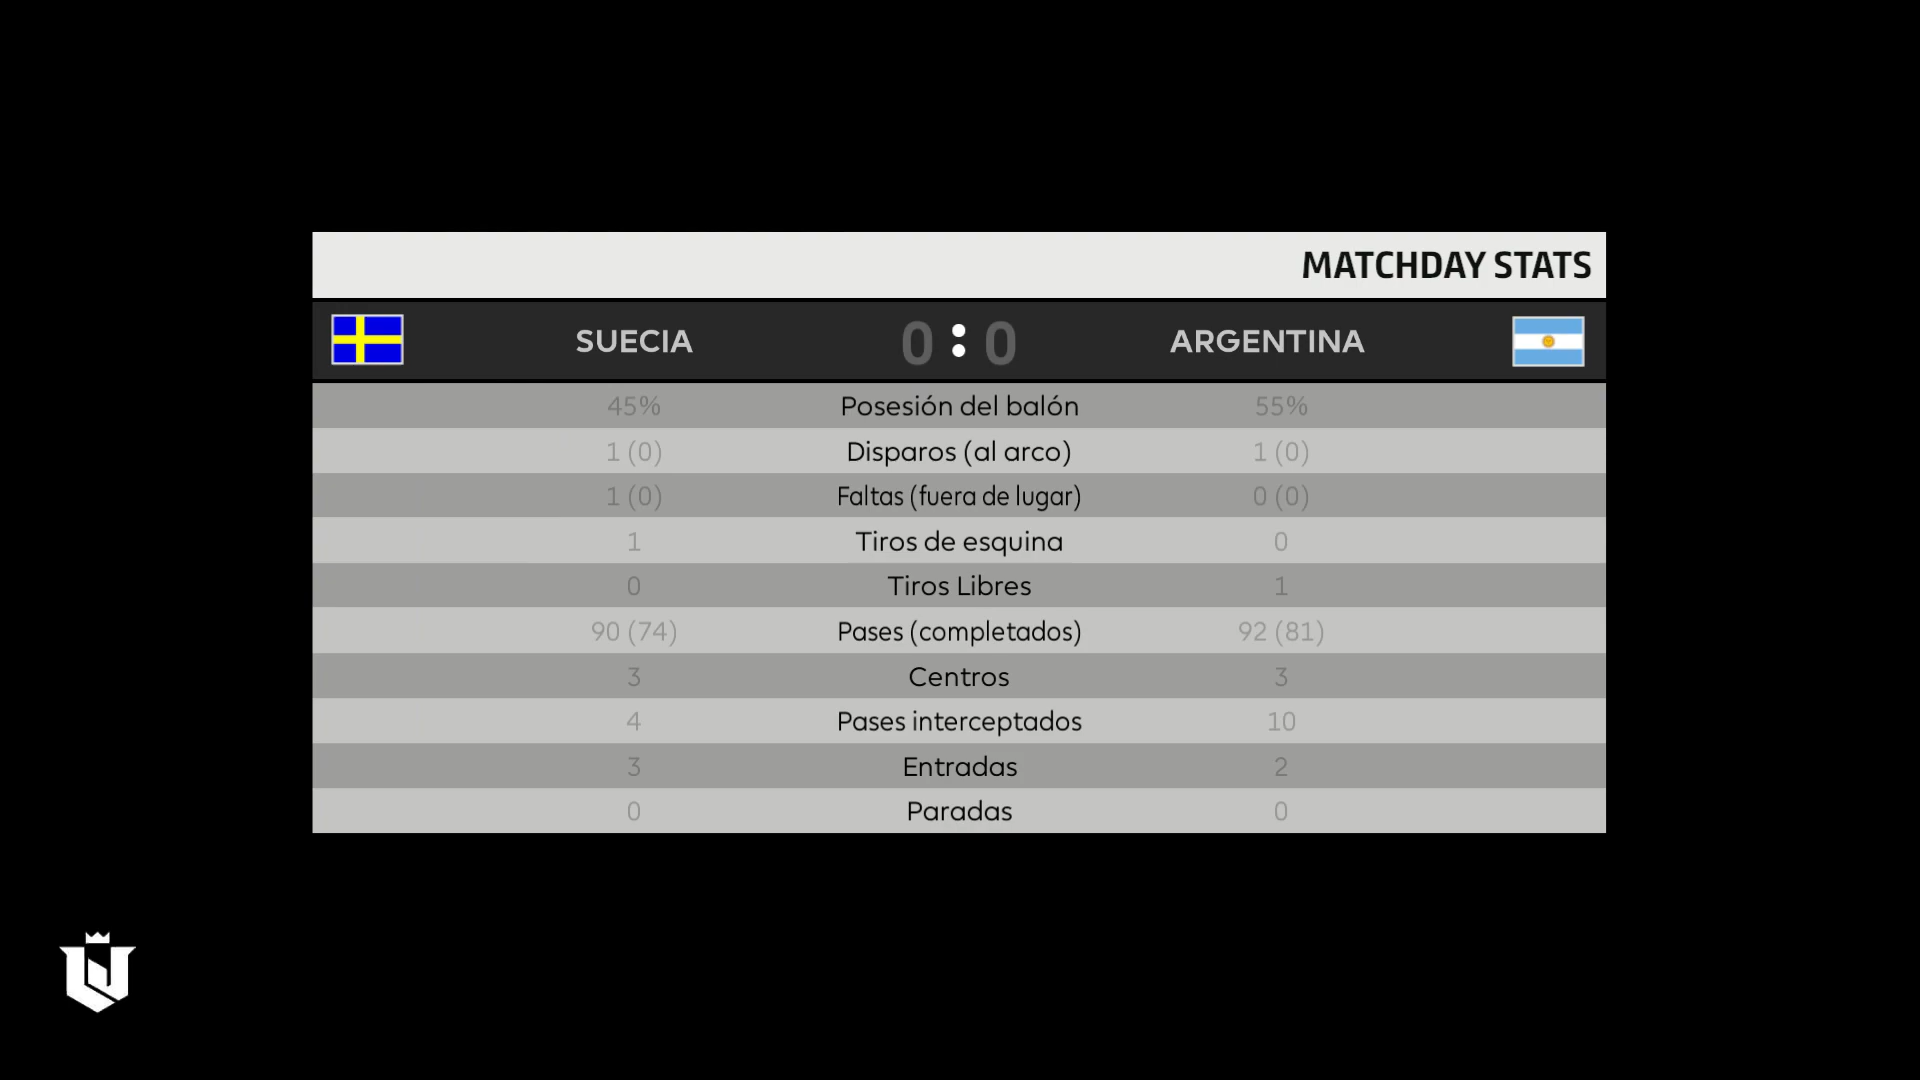 MATCHDAY STATS
SUECIA 0 : 0 ARGENTINA
45% Posesión del balón 55%
1 (0) Disparos (al arco) 1 (0)
1 (0) Faltas (fuera de lugar) 0 (0)
1 Tiros de esquina 0
0 Tiros Libres 1
90 (74) Pases (completados) 92 (81)
3 Centros 3
4 Pases interceptados 10
3 Entradas 2
0 Paradas 0